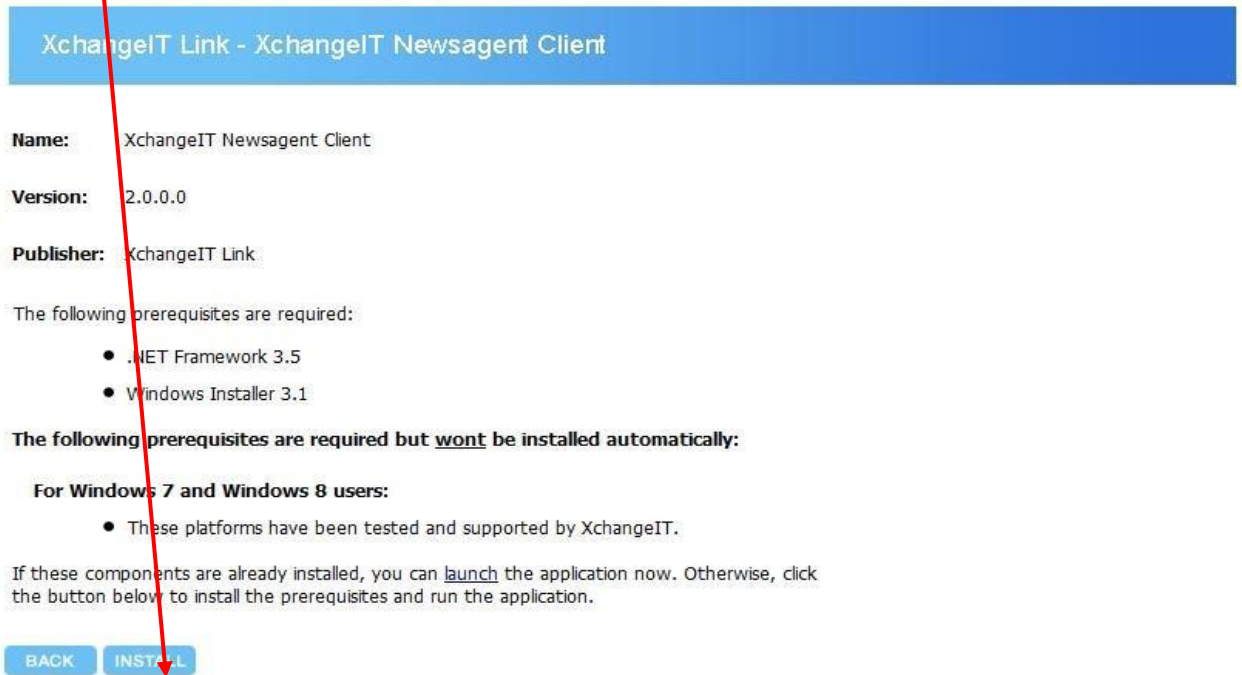 XchangeIT Link - XchangeIT Newsagent Client
Name: XchangeIT Newsagent Client
Version: 2.0.0.0
Publisher: XchangeIT Link
The following prerequisites are required:
• .NET Framework 3.5
• Windows Installer 3.1
The following prerequisites are required but wont be installed automatically:
For Windows 7 and Windows 8 users:
• These platforms have been tested and supported by XchangeIT.
If these components are already installed, you can launch the application now. Otherwise, click
the button below to install the prerequisites and run the application.
BACK INSTALL